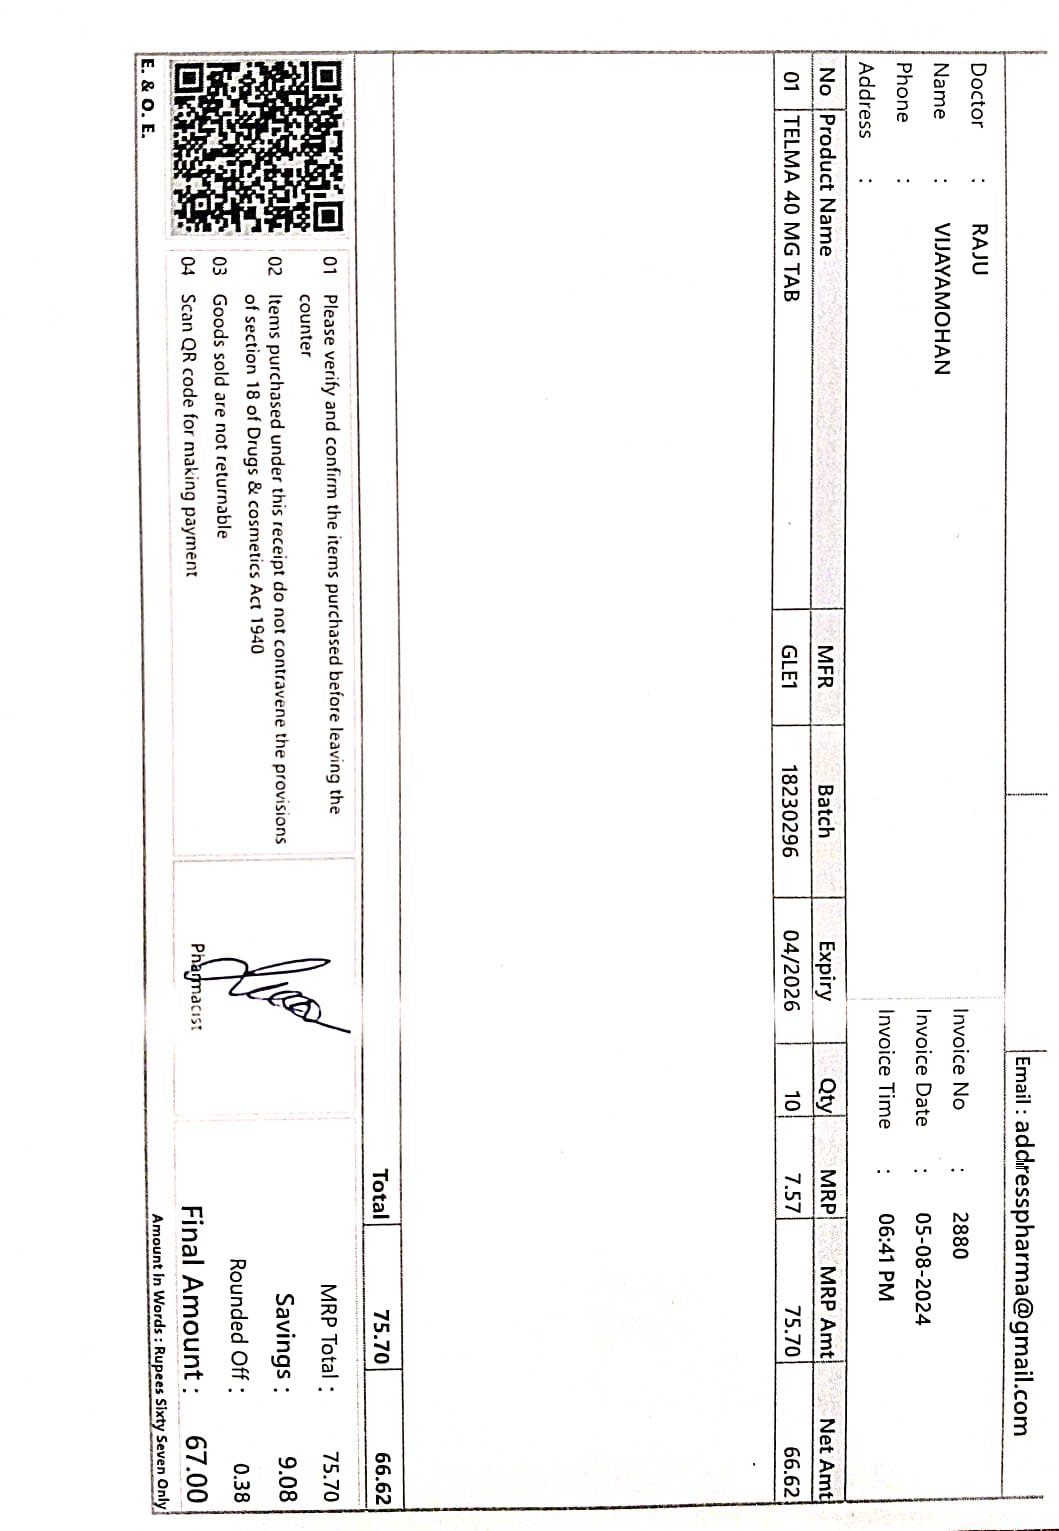 Email : addresspharma@gmail.com
Doctor : RAJU
Name : VIJAYAMOHAN
Phone :
Address :
Invoice No : 2880
Invoice Date : 05-08-2024
Invoice Time : 06:41 PM
No Product Name MFR Batch Expiry Qty MRP MRP Amt Net Amt
01 TELMA 40 MG TAB GLE1 18230296 04/2026 10 7.57 75.70 66.62
Total 75.70 66.62
01 Please verify and confirm the items purchased before leaving the
counter
02 Items purchased under this receipt do not contravene the provisions
of section 18 of Drugs & cosmetics Act 1940
03 Goods sold are not returnable
04 Scan QR code for making payment
E. & O. E.
Pharmacist
MRP Total : 75.70
Savings : 9.08
Rounded Off : 0.38
Final Amount : 67.00
Amount In Words : Rupees Sixty Seven Only